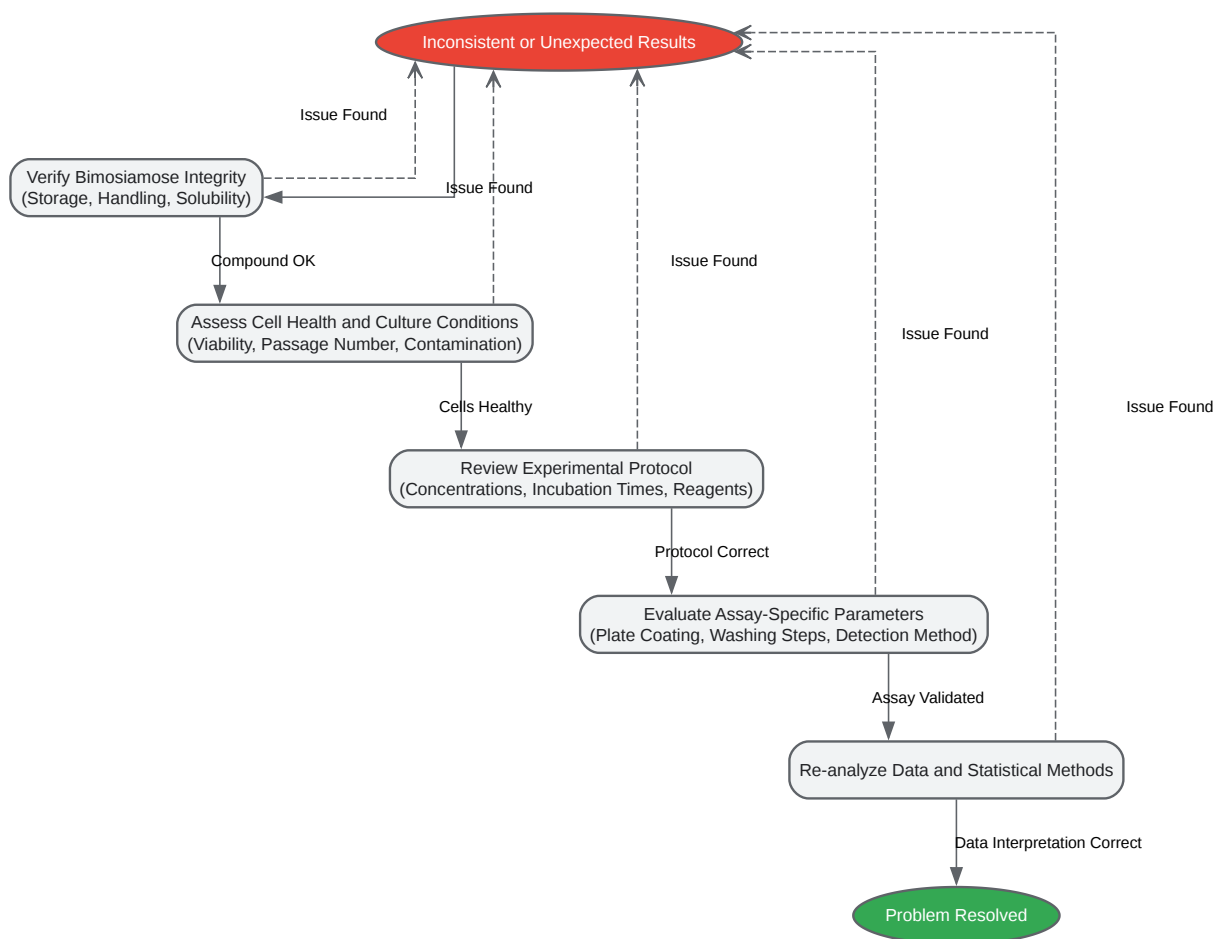 Inconsistent or Unexpected Results
Issue Found
Verify Bimosiamose Integrity
(Storage, Handling, Solubility)
Issue Found
Compound OK
Issue Found
Assess Cell Health and Culture Conditions
(Viability, Passage Number, Contamination)
Issue Found
Cells Healthy
Issue Found
Review Experimental Protocol
(Concentrations, Incubation Times, Reagents)
Protocol Correct
Evaluate Assay-Specific Parameters
(Plate Coating, Washing Steps, Detection Method)
Assay Validated
Re-analyze Data and Statistical Methods
Data Interpretation Correct
Problem Resolved